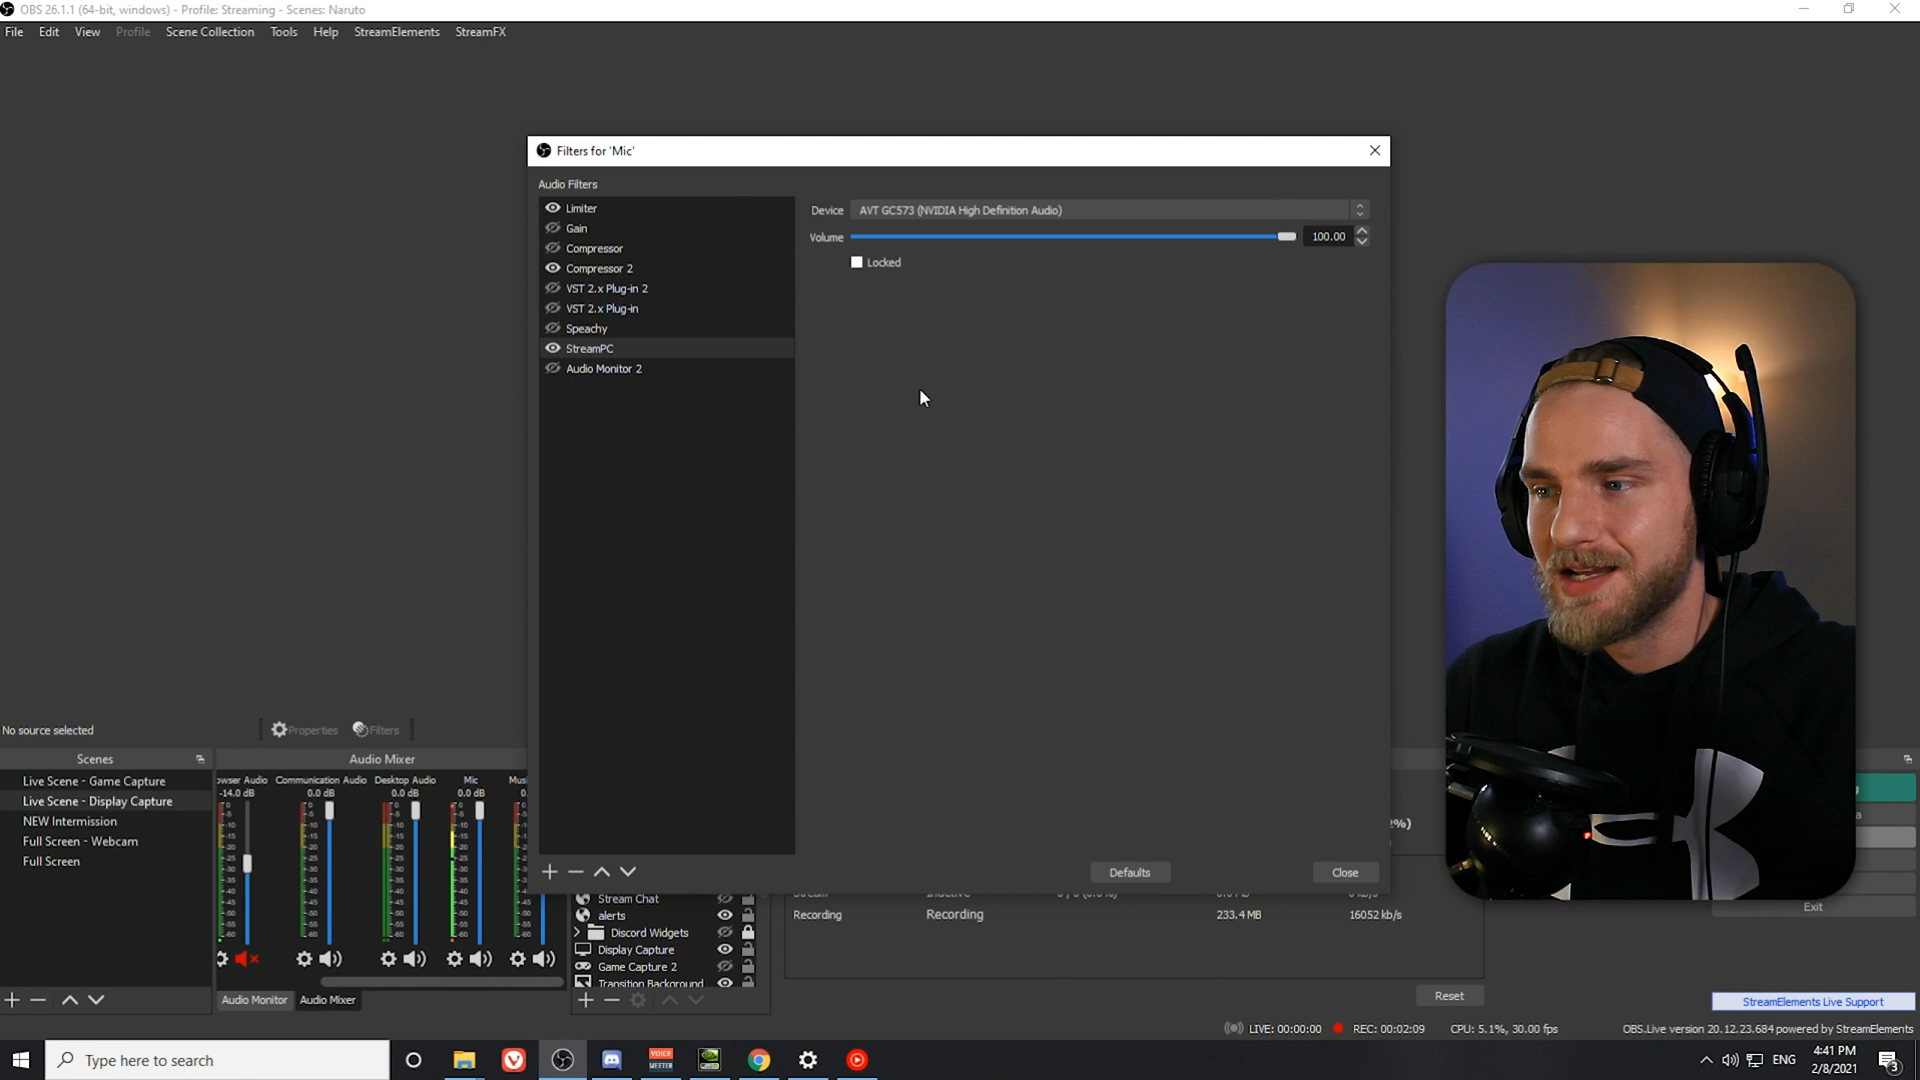 OBS 26.1.1 (64-bit, windows) - Profile: Streaming - Scenes: Naruto
File Edit View Profile Scene Collection Tools Help StreamElements StreamFX
Filters for 'Mic'
Audio Filters
Limiter
Gain
Compressor
Compressor 2
VST 2.x Plug-in 2
VST 2.x Plug-in
Speachy
StreamPC
Audio Monitor 2
Device AVT GC573 (NVIDIA High Definition Audio)
Volume 100.00
Locked
Defaults Close
No source selected Properties Filters
Scenes
Live Scene - Game Capture
Live Scene - Display Capture
NEW Intermission
Full Screen - Webcam
Full Screen
Audio Mixer
wser Audio Communication Audio Desktop Audio Mic Mus
-14.0 dB 0.0 dB 0.0 dB 0.0 dB 0.
Audio Monitor Audio Mixer
Stream Chat
alerts
Discord Widgets
Display Capture
Game Capture 2
Transition Background
%)
Recording Recording 233.4 MB 16052 kb/s
Reset
Exit
StreamElements Live Support
LIVE: 00:00:00 REC: 00:02:09 CPU: 5.1%, 30.00 fps OBS.Live version 20.12.23.684 powered by StreamElements
Type here to search
VOICE
MEETER
ENG
4:41 PM
2/8/2021
3